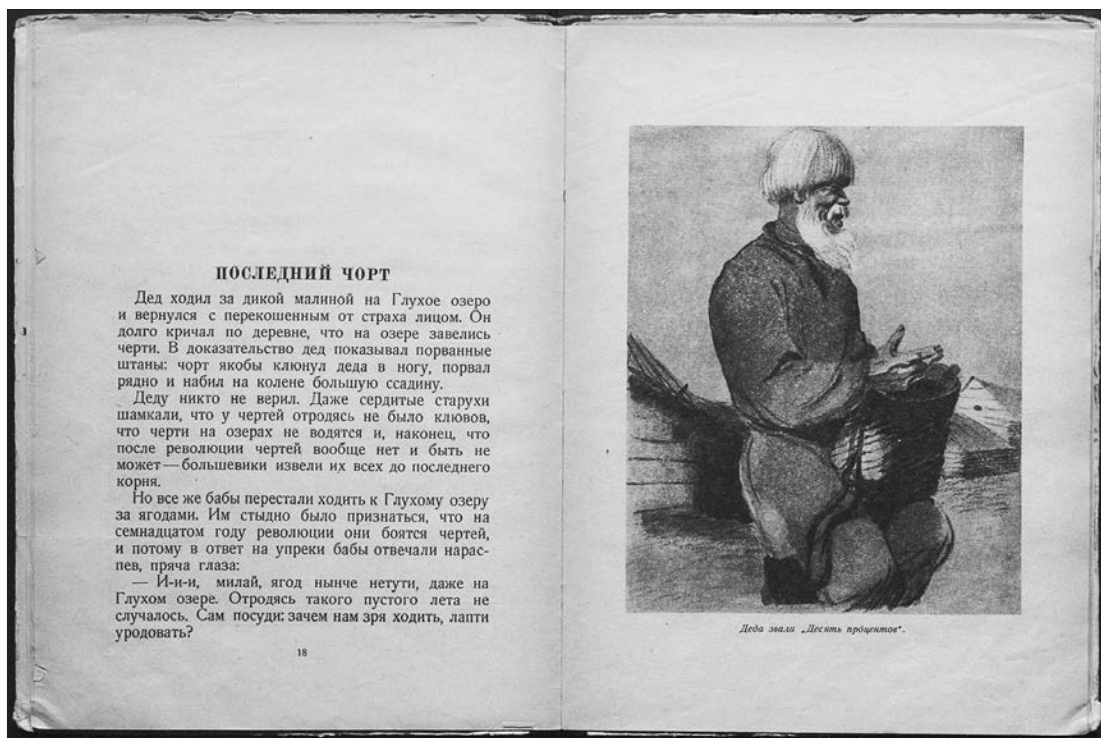 ПОСЛЕДНИЙ ЧОРТ
Дед ходил за дикой малиной на Глухое озеро
и вернулся с перекошенным от страха лицом. Он
долго кричал по деревне, что на озере завелись
черти. В доказательство дед показывал порванные
штаны: чорт якобы клюнул деда в ногу, порвал
рядно и набил на колене большую ссадину.
Деду никто не верил. Даже сердитые старухи
шамкали, что у чертей отродясь не было клювов,
что черти на озерах не водятся и, наконец, что
после революции чертей вообще нет и быть не
может — большевики извели их всех до последнего
корня.
Но все же бабы перестали ходить к Глухому озеру
за ягодами. Им стыдно было признаться, что на
семнадцатом году революции они боятся чертей,
и потому в ответ на упреки бабы отвечали нарас-
пев, пряча глаза:
— И-и-и, милай, ягод нынче нетути, даже на
Глухом озере. Отродясь такого пустого лета не
случалось. Сам посуди: зачем нам зря ходить, лапти
уродовать?
18
Деда звали „Десять процентов“.